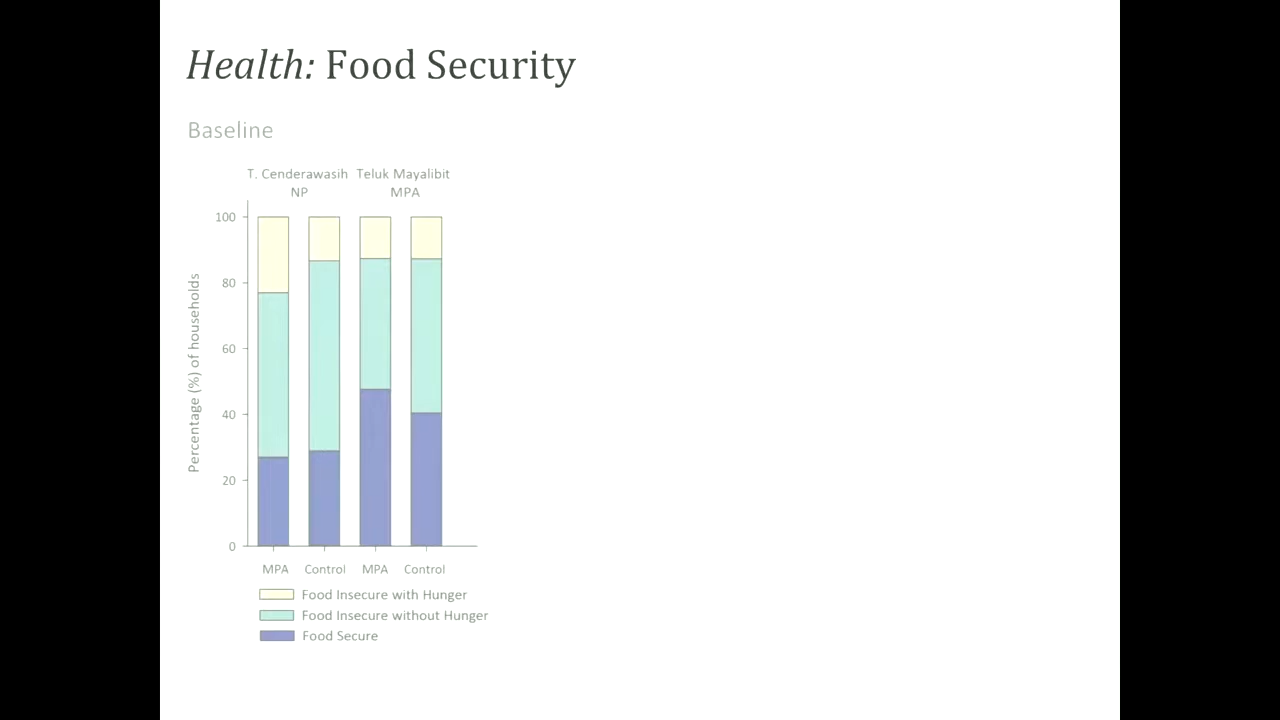 Health: Food Security
Baseline
T. Cenderawasih NP
Teluk Mayalibit MPA
Percentage (%) of households
100
80
60
40
20
0
MPA Control MPA Control
Food Insecure with Hunger
Food Insecure without Hunger
Food Secure